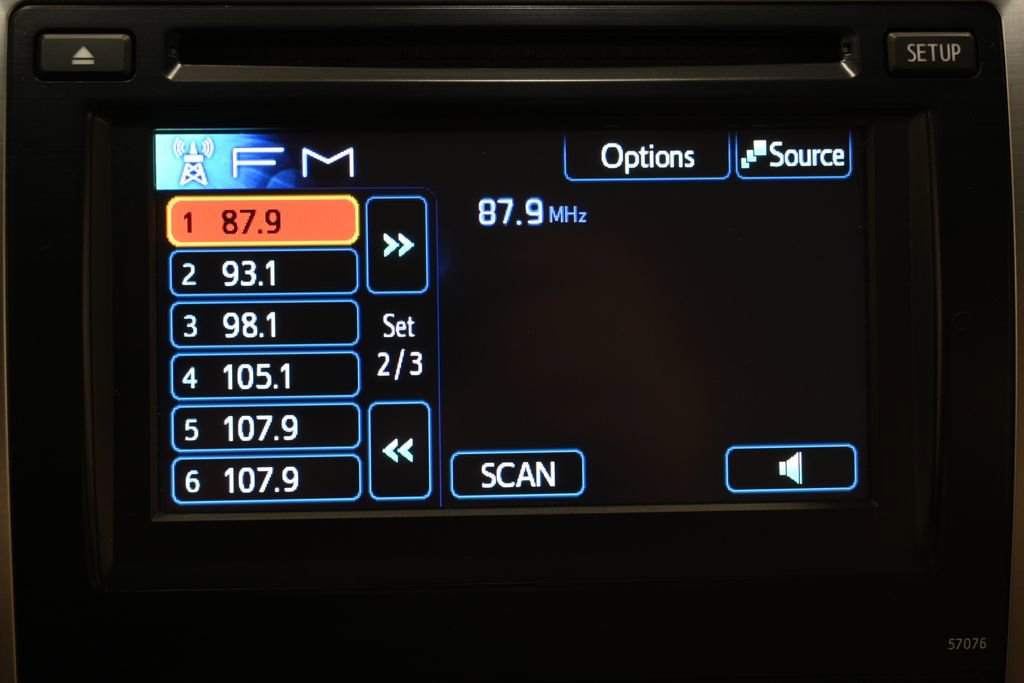 SETUP
FM
Options
Source
1 87.9
87.9 MHz
2 93.1
3 98.1
Set
2/3
4 105.1
5 107.9
6 107.9
SCAN
57076